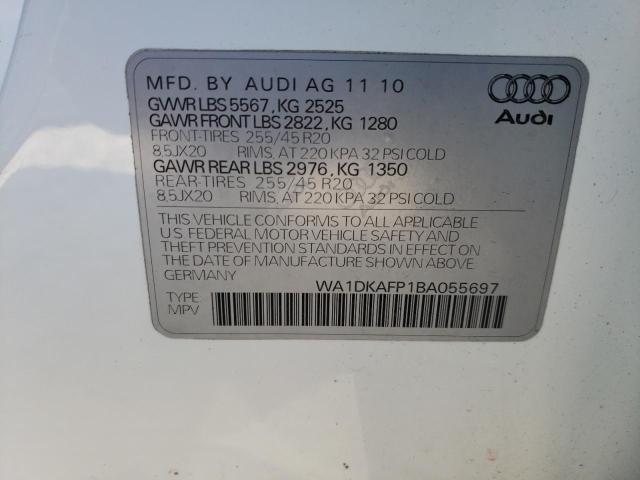 MFD. BY AUDI AG 11 10
GVWR LBS 5567, KG 2525
GAWR FRONT LBS 2822, KG 1280
FRONT-TIRES 255/45 R20
8,5JX20 RIMS, AT 220 KPA 32 PSI COLD
GAWR REAR LBS 2976, KG 1350
REAR-TIRES 255/45 R20
8,5JX20 RIMS, AT 220 KPA 32 PSI COLD
THIS VEHICLE CONFORMS TO ALL APPLICABLE
U.S. FEDERAL MOTOR VEHICLE SAFETY AND
THEFT PREVENTION STANDARDS IN EFFECT ON
THE DATE OF MANUFACTURE SHOWN ABOVE
GERMANY
WA1DKAFP1BA055697
TYPE:
MPV
Audi